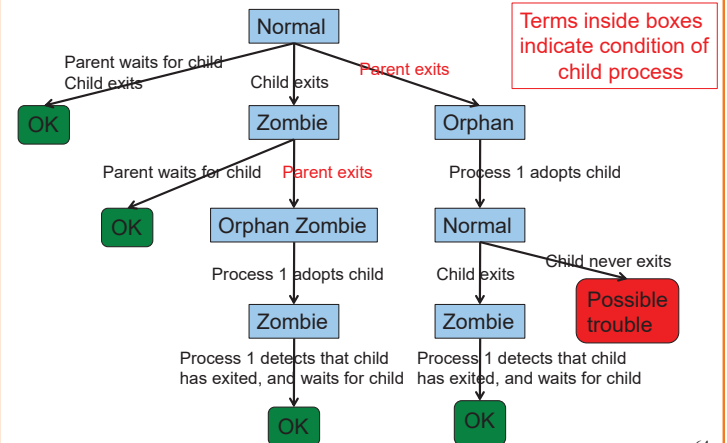 Normal
Terms inside boxes
indicate condition of
child process
Parent waits for child
Child exits
Child exits
Parent exits
OK
Zombie
Orphan
Parent waits for child
Parent exits
Process 1 adopts child
OK
Orphan Zombie
Normal
Process 1 adopts child
Child exits
Child never exits
Zombie
Zombie
Possible
trouble
Process 1 detects that child
has exited, and waits for child
Process 1 detects that child
has exited, and waits for child
OK
OK